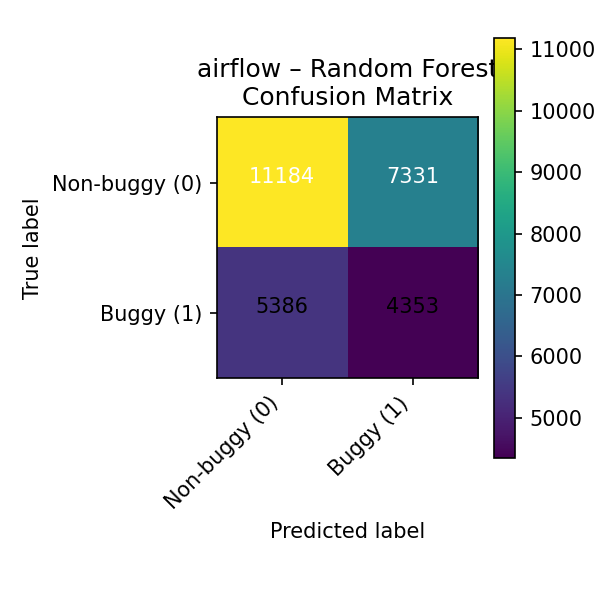 airflow – Random Forest
Confusion Matrix
True label
Non-buggy (0)
11184
7331
Buggy (1)
5386
4353
Non-buggy (0)
Buggy (1)
Predicted label
11000
10000
9000
8000
7000
6000
5000